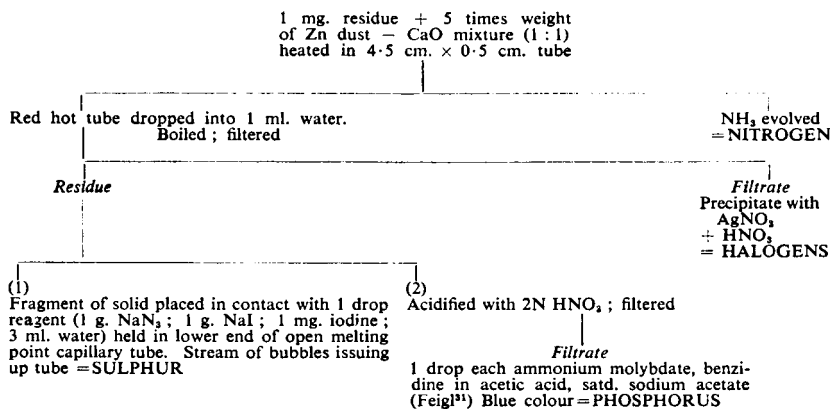 1 mg. residue + 5 times weight
of Zn dust — CaO mixture (1 : 1)
heated in 4·5 cm. × 0·5 cm. tube
Red hot tube dropped into 1 ml. water.
Boiled ; filtered
NH₃ evolved
=NITROGEN
Residue
Filtrate
Precipitate with
AgNO₃
+ HNO₃
= HALOGENS
(1)
Fragment of solid placed in contact with 1 drop
reagent (1 g. NaN₃ ; 1 g. NaI ; 1 mg. iodine ;
3 ml. water) held in lower end of open melting
point capillary tube. Stream of bubbles issuing
up tube =SULPHUR
(2)
Acidified with 2N HNO₃ ; filtered
Filtrate
1 drop each ammonium molybdate, benzi-
dine in acetic acid, satd. sodium acetate
(Feigl³¹) Blue colour=PHOSPHORUS